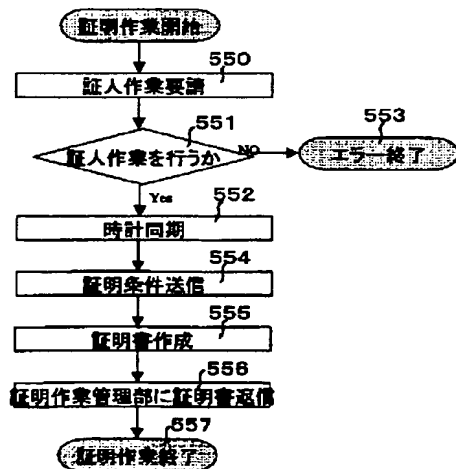 証明作業開始
550
証人作業要請
551
553
証人作業を行うか
NO
エラー終了
Yes
552
時計同期
554
証明条件送信
555
証明書作成
556
証明作業管理部に証明書返信
557
証明作業終了